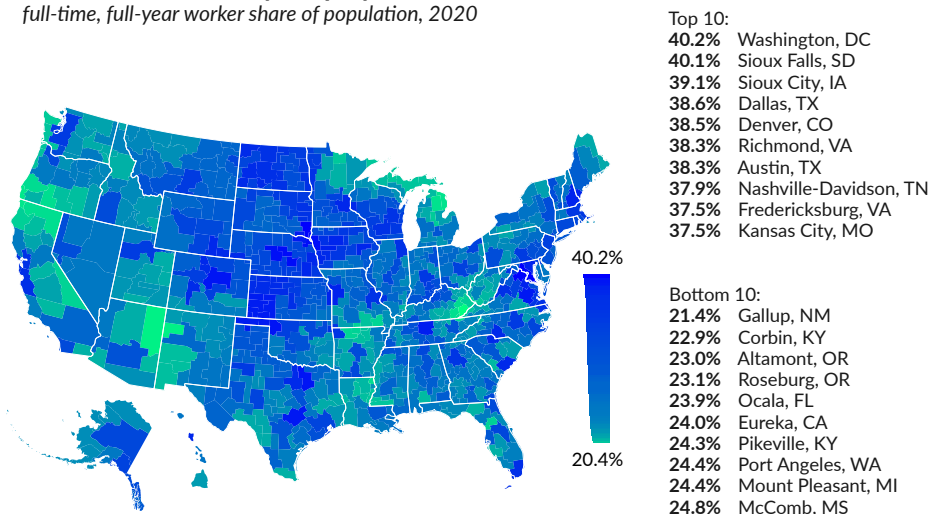 full-time, full-year worker share of population, 2020
Top 10:
40.2% Washington, DC
40.1% Sioux Falls, SD
39.1% Sioux City, IA
38.6% Dallas, TX
38.5% Denver, CO
38.3% Richmond, VA
38.3% Austin, TX
37.9% Nashville-Davidson, TN
37.5% Fredericksburg, VA
37.5% Kansas City, MO
40.2%
20.4%
Bottom 10:
21.4% Gallup, NM
22.9% Corbin, KY
23.0% Altamont, OR
23.1% Roseburg, OR
23.9% Ocala, FL
24.0% Eureka, CA
24.3% Pikeville, KY
24.4% Port Angeles, WA
24.4% Mount Pleasant, MI
24.8% McComb, MS